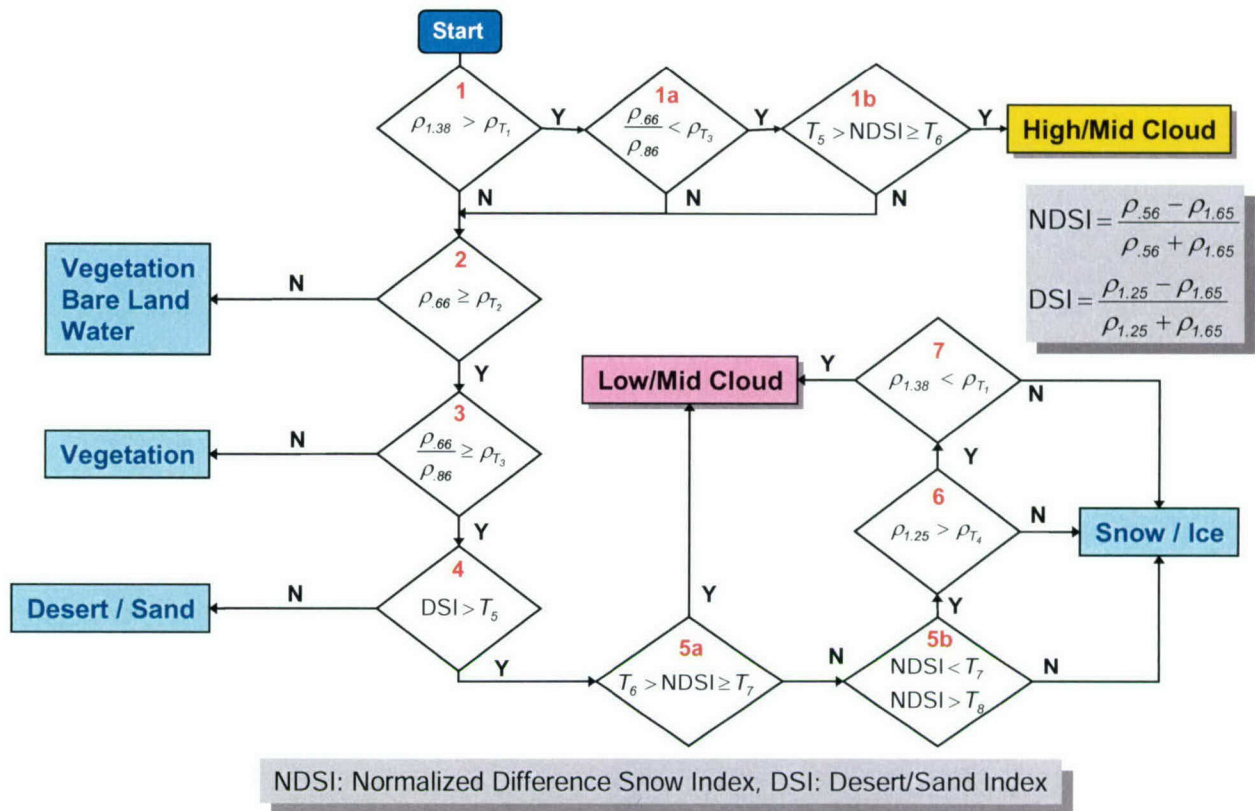 Start
1
ρ1.38 > ρT1
Y
N
1a
ρ.66
ρ.86
< ρT3
Y
N
1b
T5 > NDSI ≥ T6
Y
N
High/Mid Cloud
NDSI = ρ.56 − ρ1.65
ρ.56 + ρ1.65
DSI = ρ1.25 − ρ1.65
ρ1.25 + ρ1.65
2
ρ.66 ≥ ρT2
N
Y
Vegetation
Bare Land
Water
3
ρ.66
ρ.86
≥ ρT3
N
Y
Vegetation
4
DSI > T5
N
Y
Desert / Sand
5a
T6 > NDSI ≥ T7
Y
N
Low/Mid Cloud
5b
NDSI < T7
NDSI > T8
Y
N
6
ρ1.25 > ρT4
Y
N
7
ρ1.38 < ρT1
Y
N
Snow / Ice
NDSI: Normalized Difference Snow Index, DSI: Desert/Sand Index